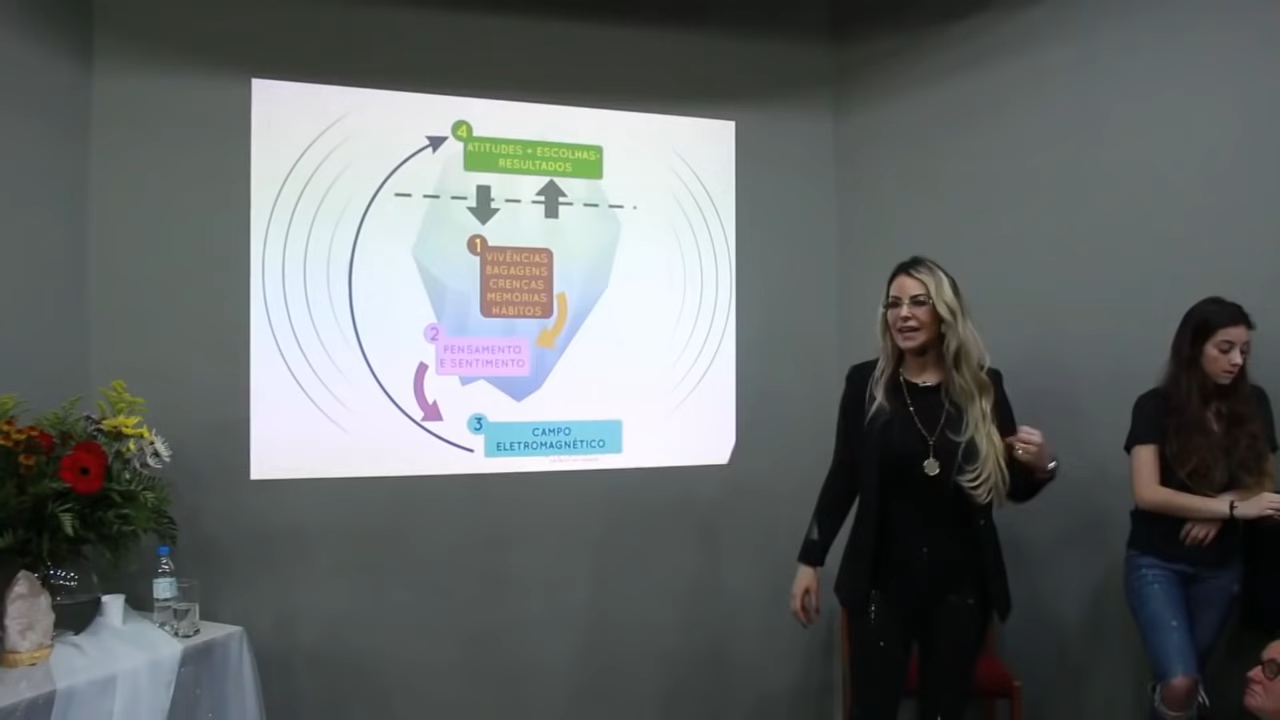 4
ATITUDES + ESCOLHAS=
RESULTADOS
1
VIVÊNCIAS
BAGAGENS
CRENÇAS
MEMÓRIAS
HÁBITOS
2
PENSAMENTO
E SENTIMENTO
3
CAMPO
ELETROMAGNÉTICO